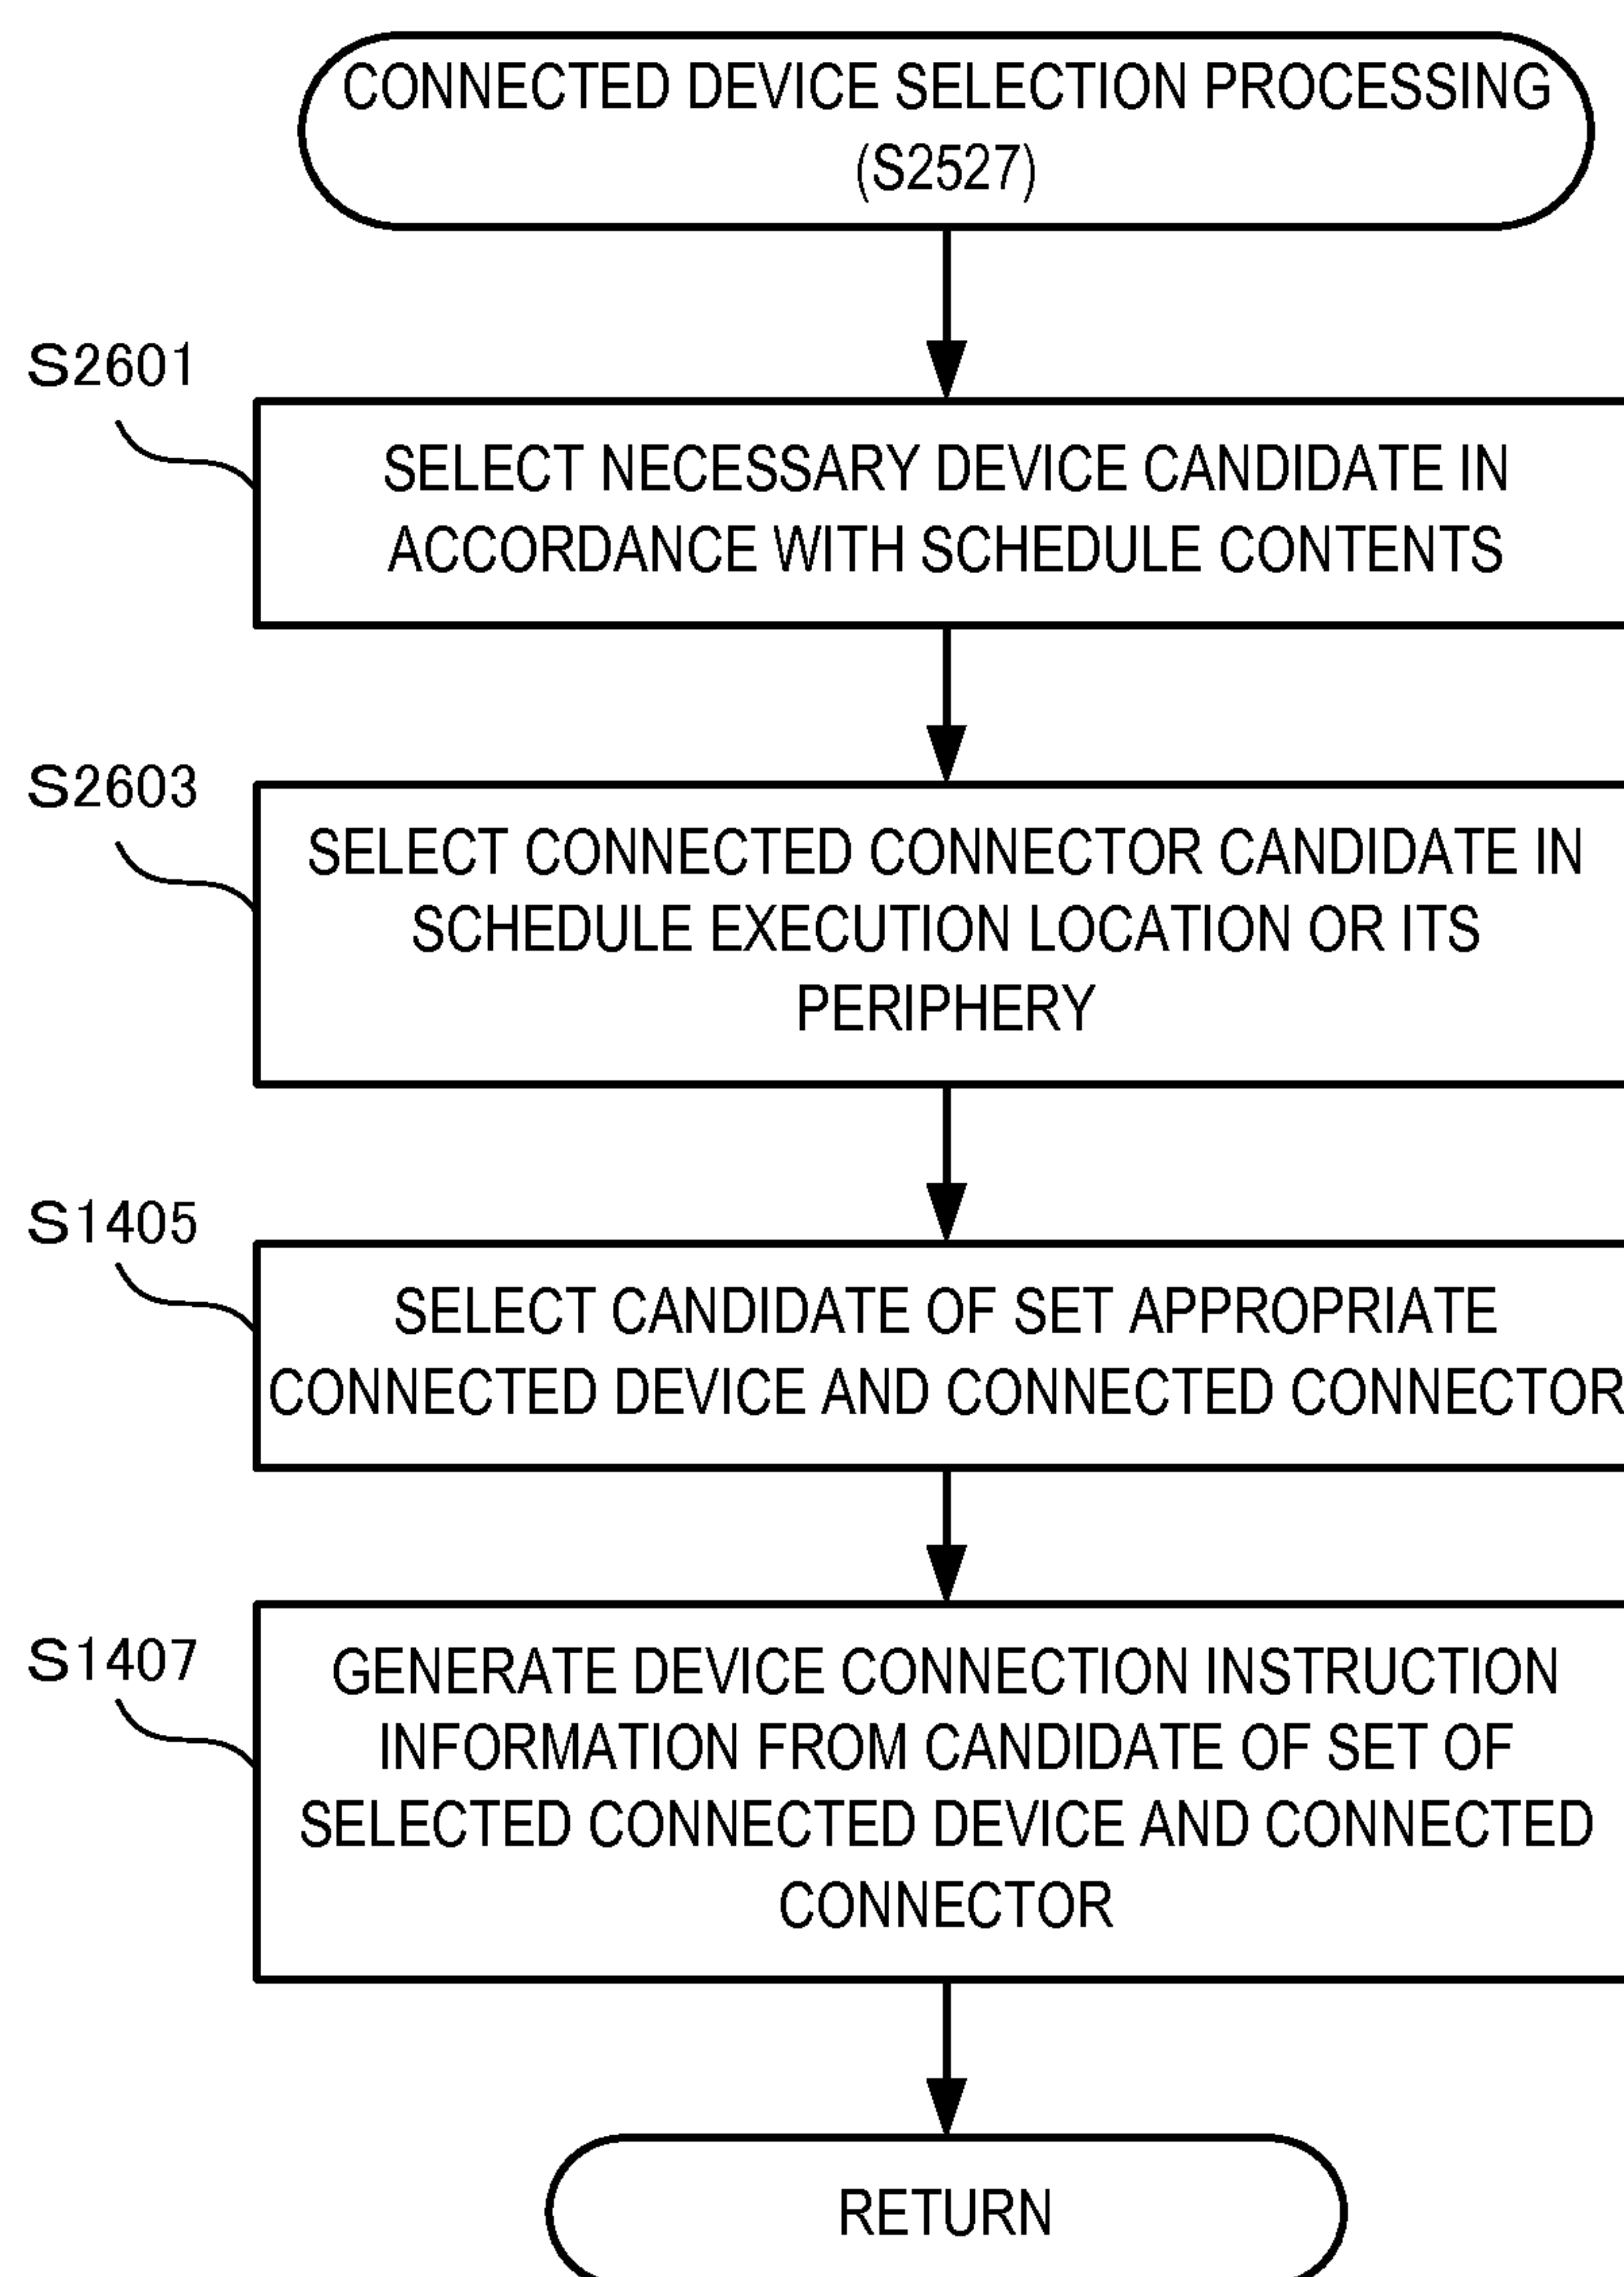 CONNECTED DEVICE SELECTION PROCESSING
(S2527)
S2601
SELECT NECESSARY DEVICE CANDIDATE IN
ACCORDANCE WITH SCHEDULE CONTENTS
S2603
SELECT CONNECTED CONNECTOR CANDIDATE IN
SCHEDULE EXECUTION LOCATION OR ITS
PERIPHERY
S1405
SELECT CANDIDATE OF SET APPROPRIATE
CONNECTED DEVICE AND CONNECTED CONNECTOR
S1407
GENERATE DEVICE CONNECTION INSTRUCTION
INFORMATION FROM CANDIDATE OF SET OF
SELECTED CONNECTED DEVICE AND CONNECTED
CONNECTOR
RETURN